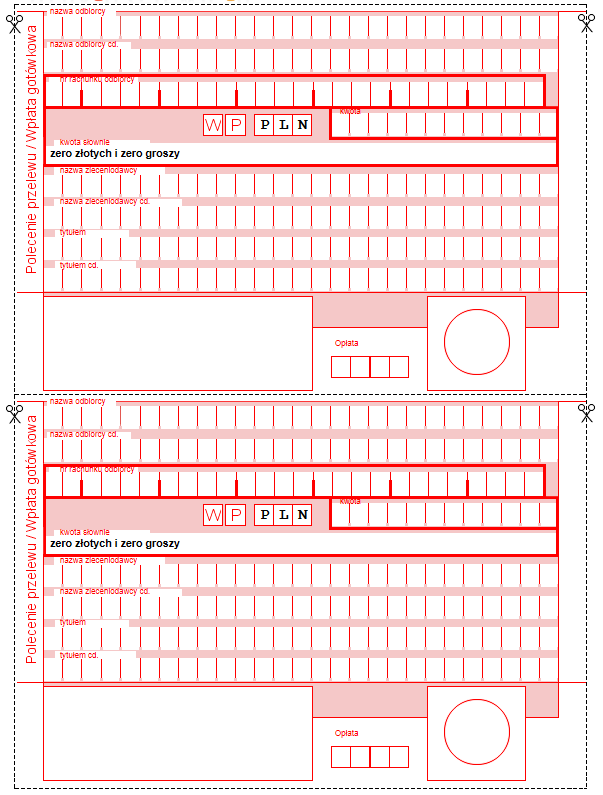 nazwa odbiorcy
nazwa odbiorcy cd.
nr rachunku odbiorcy
kwota
W P P L N
kwota słownie
zero złotych i zero groszy
nazwa zleceniodawcy
nazwa zleceniodawcy cd.
tytułem
tytułem cd.
Polecenie przelewu / Wpłata gotówkowa
Opłata
nazwa odbiorcy
nazwa odbiorcy cd.
nr rachunku odbiorcy
kwota
W P P L N
kwota słownie
zero złotych i zero groszy
nazwa zleceniodawcy
nazwa zleceniodawcy cd.
tytułem
tytułem cd.
Polecenie przelewu / Wpłata gotówkowa
Opłata